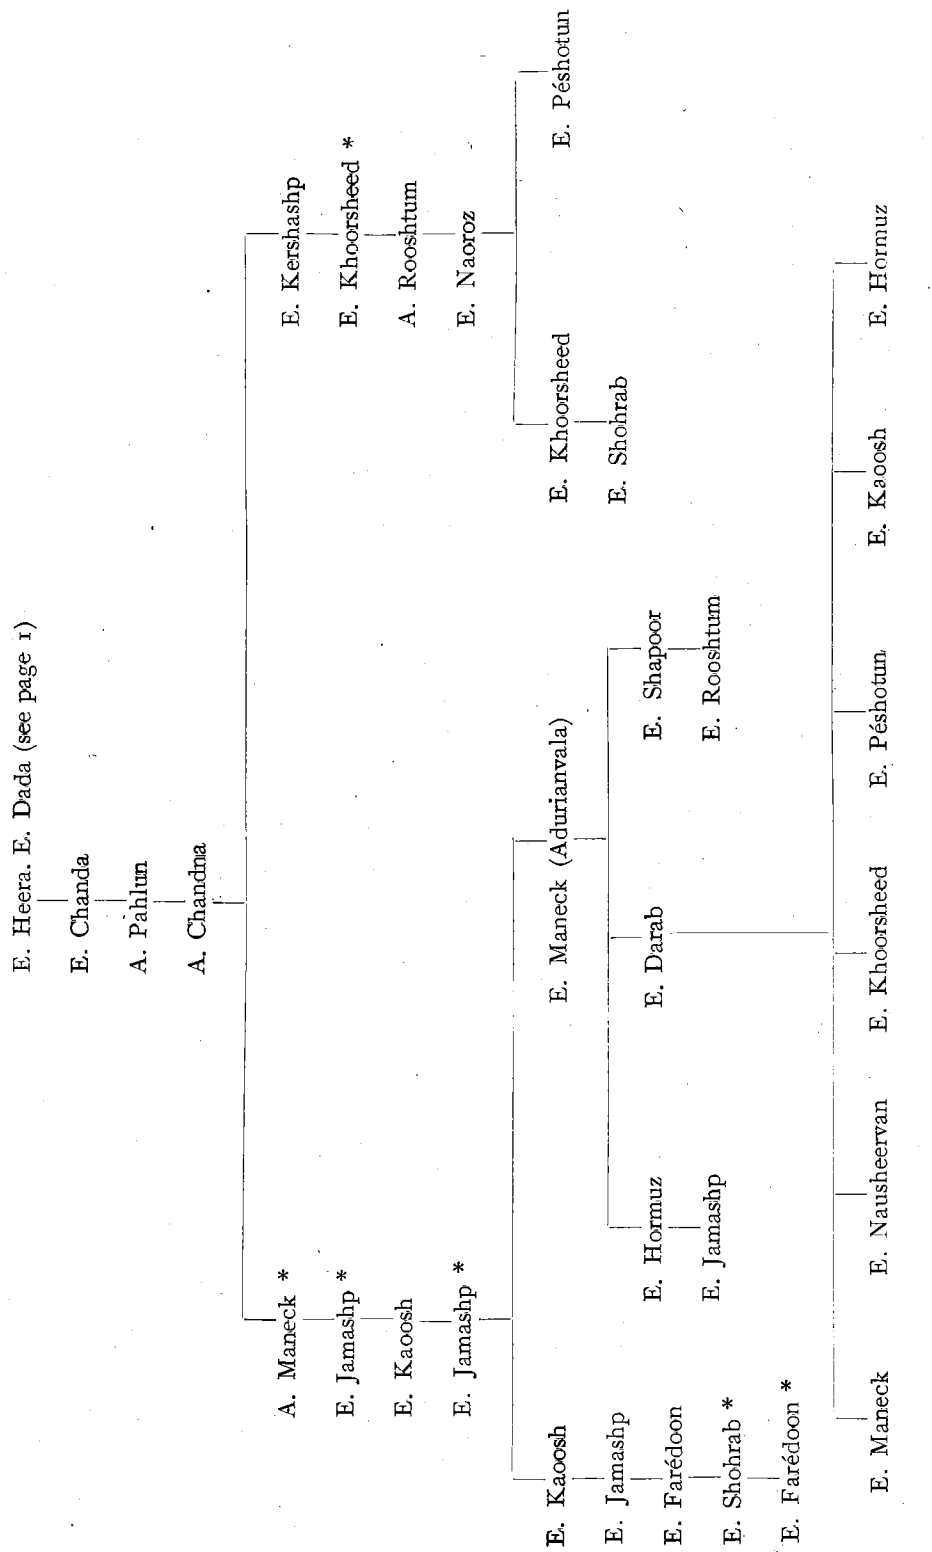 E. Heera. E. Dada (see page 1)
E. Chanda
A. Pahlun
A. Chandna
A. Maneck *
E. Kershashp
E. Jamashp *
E. Khoorsheed *
E. Kaoosh
A. Rooshtum
E. Jamashp *
E. Naoroz
E. Kaoosh
E. Maneck (Adurianvala)
E. Khoorsheed
E. Péshotun
E. Jamashp
E. Shohrab
E. Farédoon
E. Hormuz
E. Darab
E. Shapoor
E. Shohrab *
E. Jamashp
E. Rooshtum
E. Farédoon *
E. Maneck
E. Nausheervan
E. Khoorsheed
E. Péshotun
E. Kaoosh
E. Hormuz